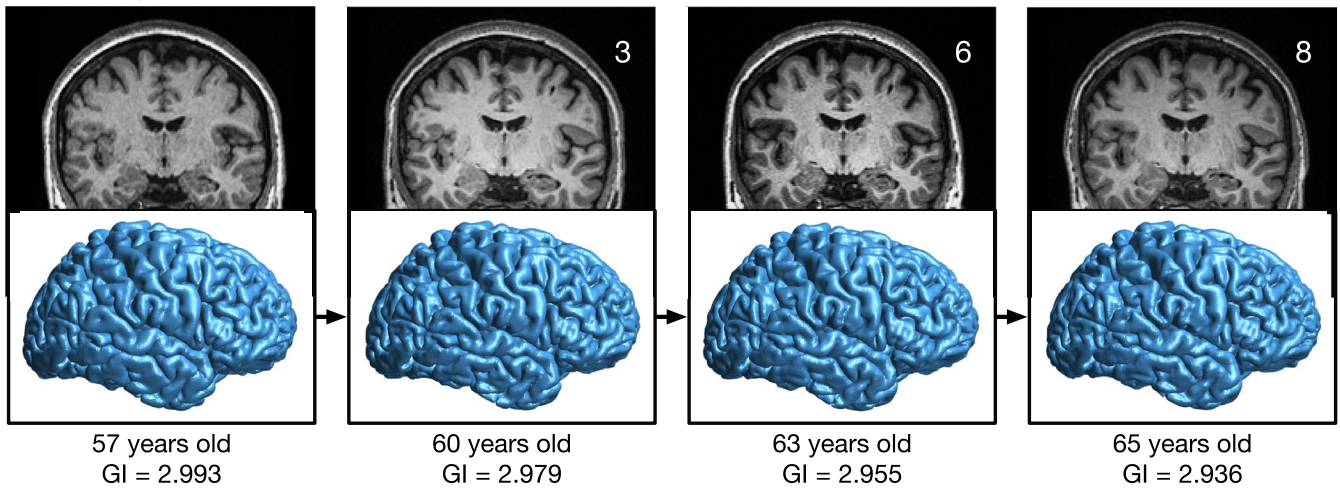 3
6
8
57 years old
GI = 2.993
60 years old
GI = 2.979
63 years old
GI = 2.955
65 years old
GI = 2.936